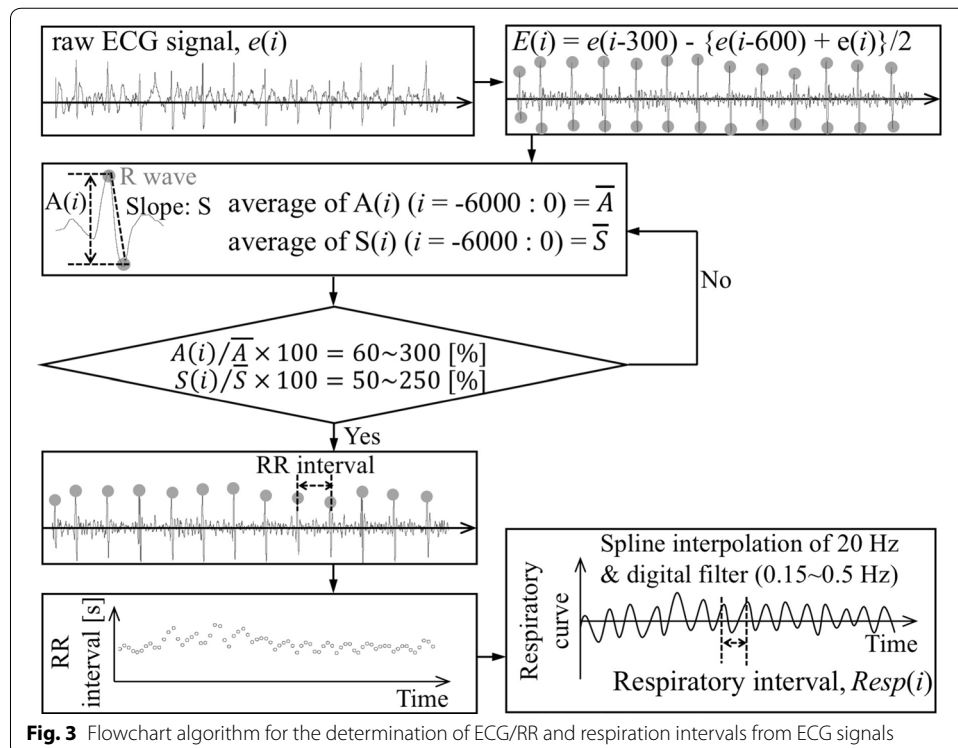 raw ECG signal, e(i)
E(i) = e(i-300) - {e(i-600) + e(i)}/2
R wave
A(i)
Slope: S
average of A(i) (i = -6000 : 0) = A̅
average of S(i) (i = -6000 : 0) = S̅
No
A(i)/A̅ × 100 = 60~300 [%]
S(i)/S̅ × 100 = 50~250 [%]
Yes
RR interval
RR
interval [s]
Time
Spline interpolation of 20 Hz
& digital filter (0.15~0.5 Hz)
Respiratory
curve
Time
Respiratory interval, Resp(i)
Fig. 3 Flowchart algorithm for the determination of ECG/RR and respiration intervals from ECG signals